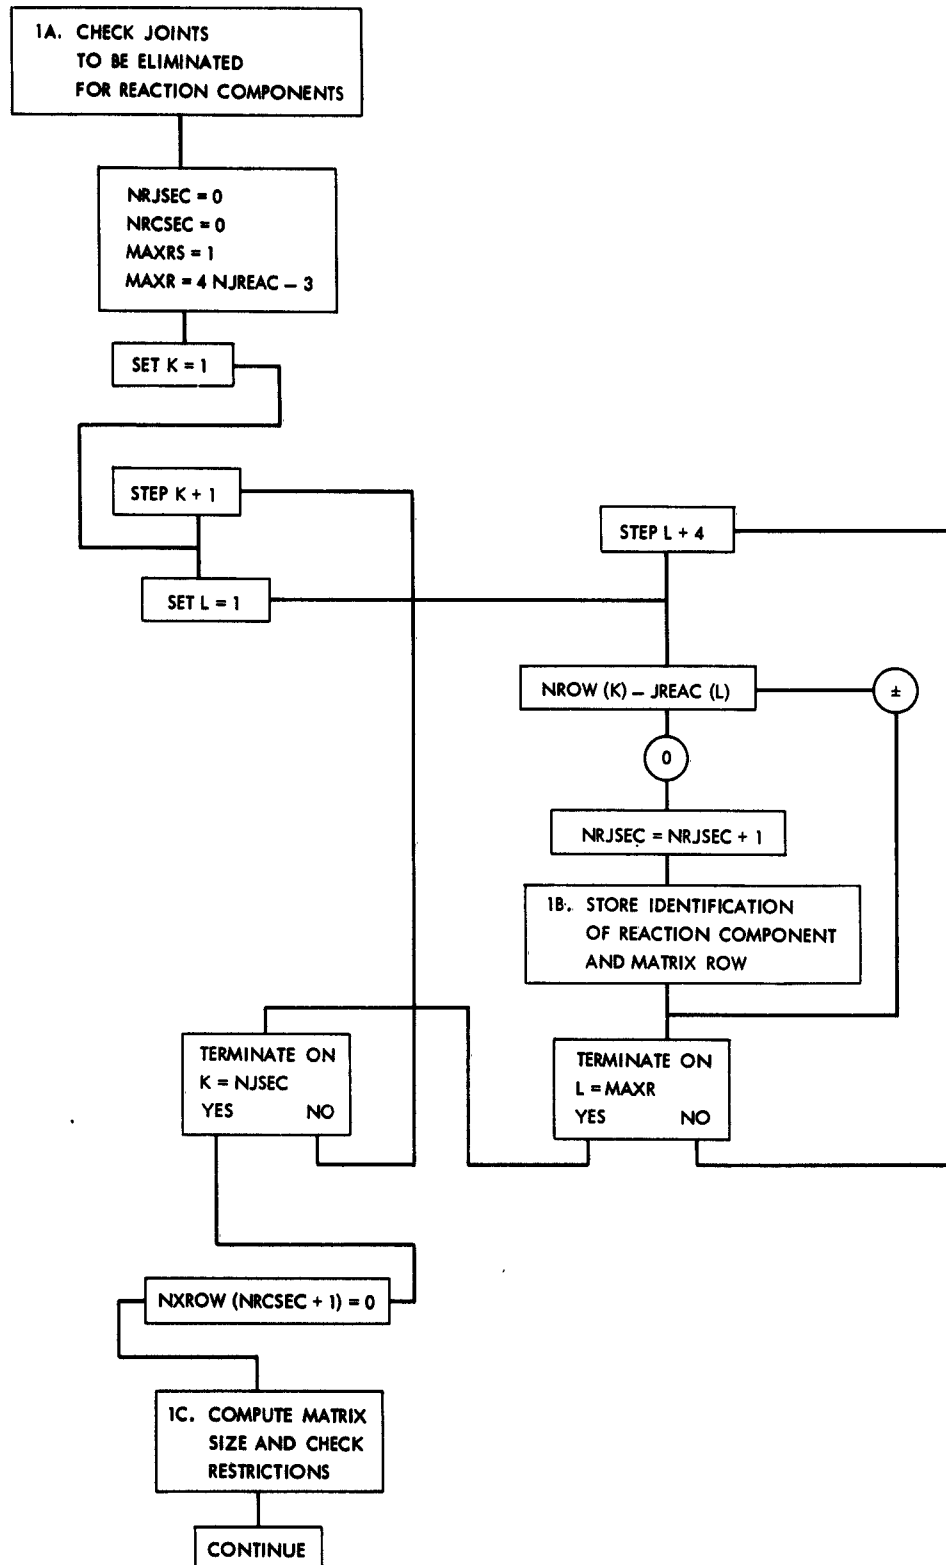 1A. CHECK JOINTS
TO BE ELIMINATED
FOR REACTION COMPONENTS
NRJSEC = 0
NRCSEC = 0
MAXRS = 1
MAXR = 4 NJREAC – 3
SET K = 1
STEP K + 1
STEP L + 4
SET L = 1
NROW (K) – JREAC (L)
±
0
NRJSEC = NRJSEC + 1
1B. STORE IDENTIFICATION
OF REACTION COMPONENT
AND MATRIX ROW
TERMINATE ON
K = NJSEC
YES NO
TERMINATE ON
L = MAXR
YES NO
NXROW (NRCSEC + 1) = 0
1C. COMPUTE MATRIX
SIZE AND CHECK
RESTRICTIONS
CONTINUE